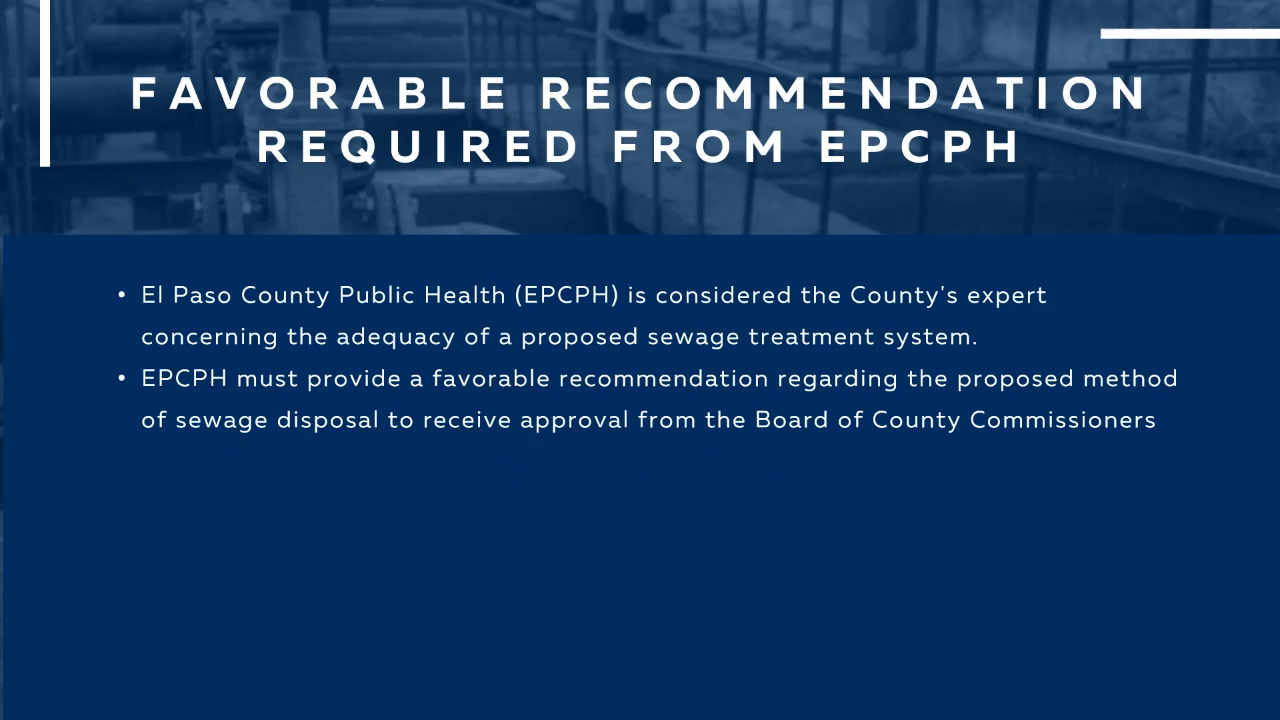 FAVORABLE RECOMMENDATION
REQUIRED FROM EPCPH
• El Paso County Public Health (EPCPH) is considered the County's expert
concerning the adequacy of a proposed sewage treatment system.
• EPCPH must provide a favorable recommendation regarding the proposed method
of sewage disposal to receive approval from the Board of County Commissioners